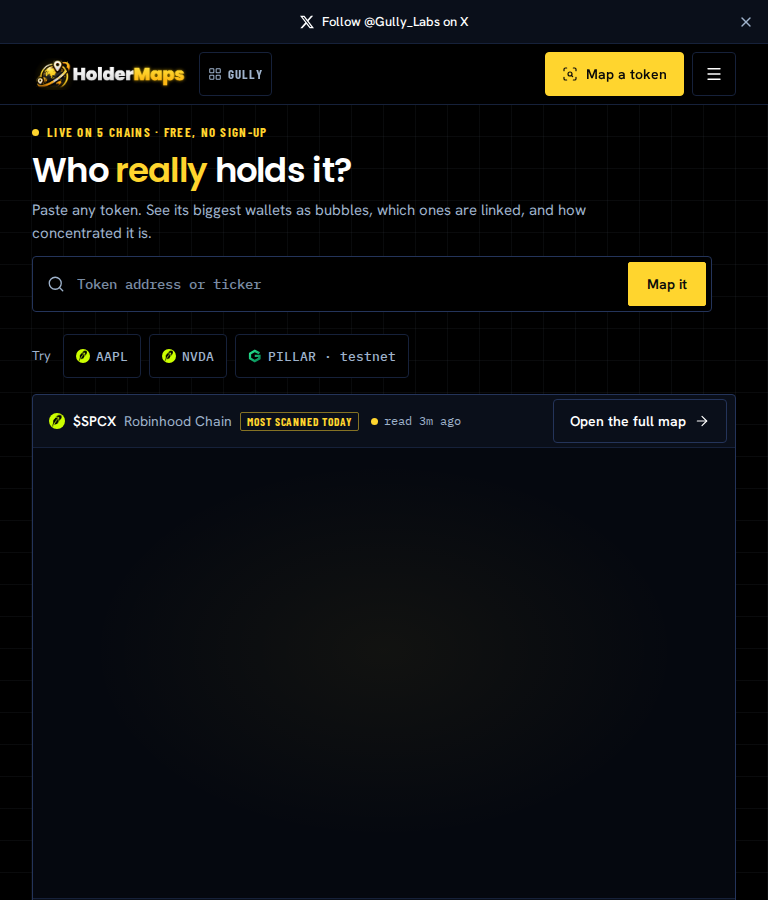 Follow @Gully_Labs on X
HolderMaps
GULLY
Map a token
LIVE ON 5 CHAINS · FREE, NO SIGN-UP
Who really holds it?
Paste any token. See its biggest wallets as bubbles, which ones are linked, and how
concentrated it is.
Token address or ticker
Map it
Try
AAPL
NVDA
PILLAR · testnet
$SPCX Robinhood Chain MOST SCANNED TODAY read 3m ago
Open the full map →